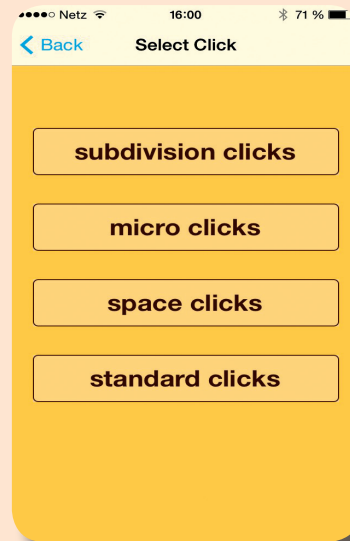 Netz 16:00 71 %
Back Select Click
subdivision clicks
micro clicks
space clicks
standard clicks